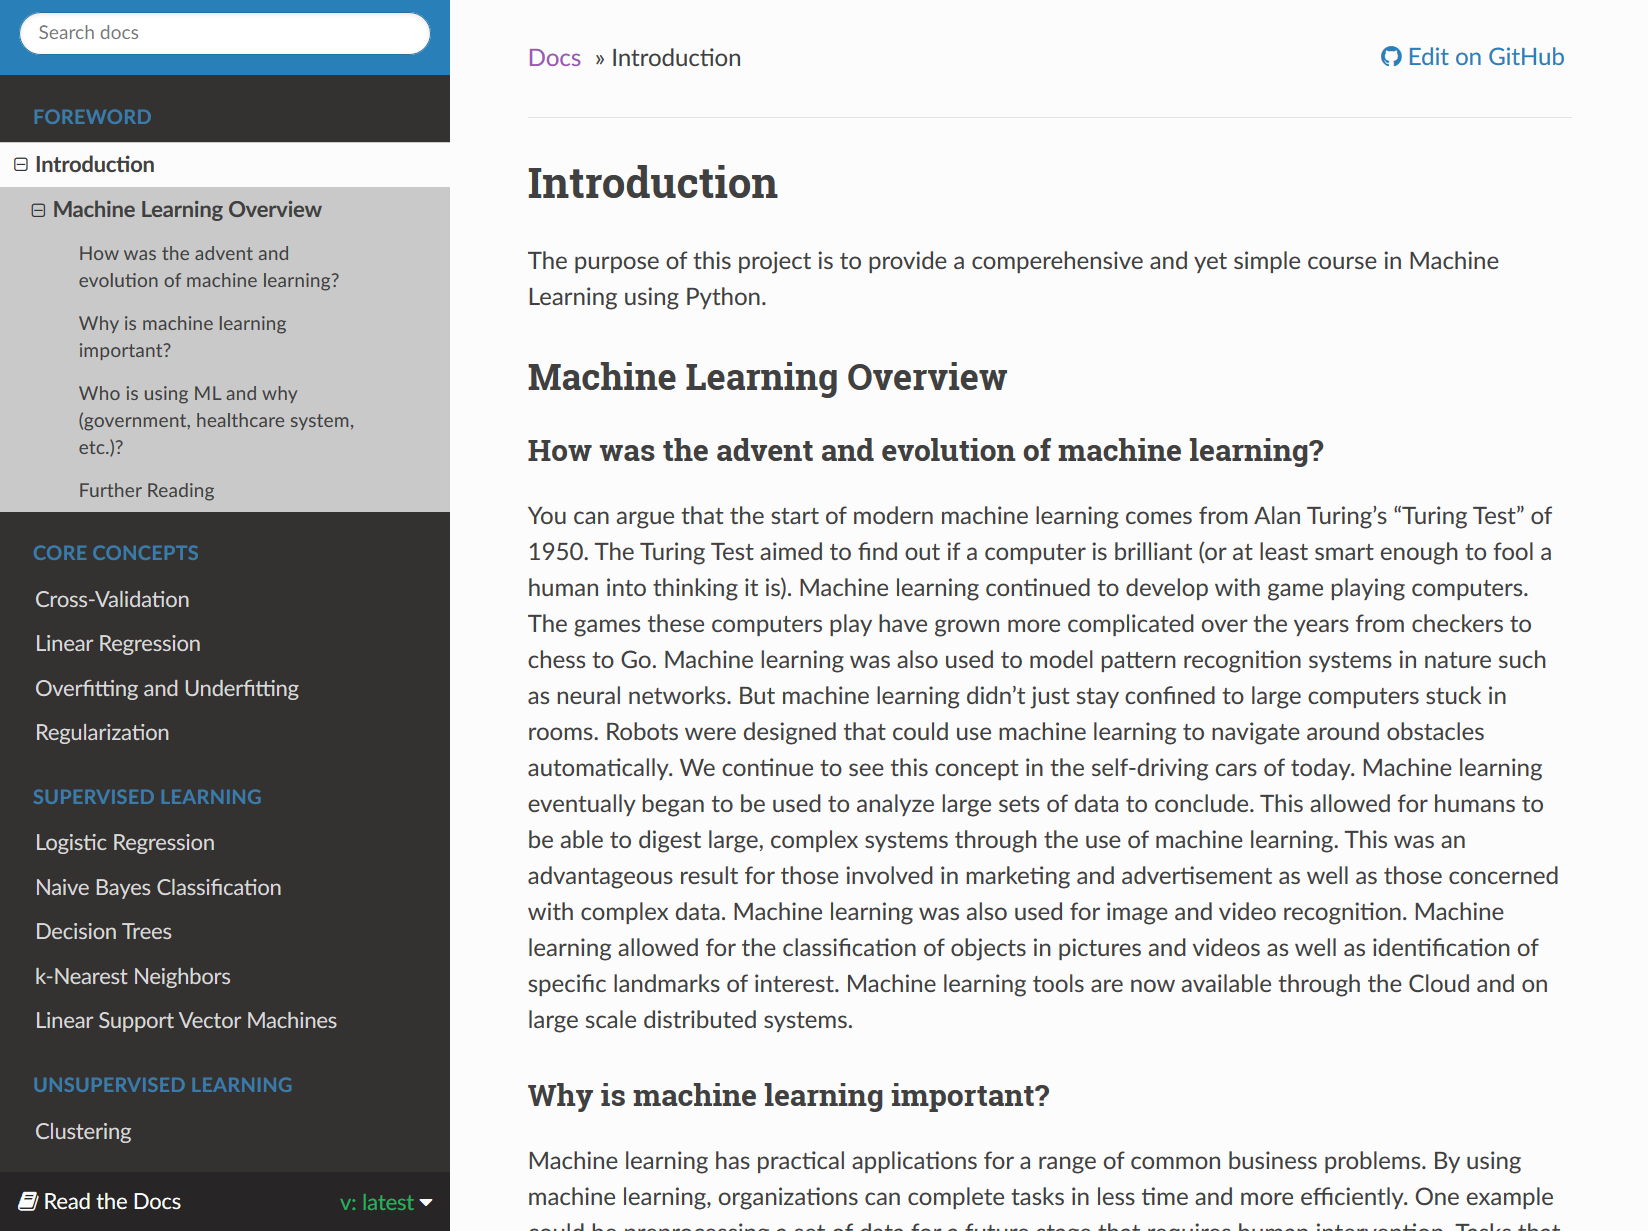 Search docs
FOREWORD
Introduction
Machine Learning Overview
How was the advent and
evolution of machine learning?
Why is machine learning
important?
Who is using ML and why
(government, healthcare system,
etc.)?
Further Reading
CORE CONCEPTS
Cross-Validation
Linear Regression
Overfitting and Underfitting
Regularization
SUPERVISED LEARNING
Logistic Regression
Naive Bayes Classification
Decision Trees
k-Nearest Neighbors
Linear Support Vector Machines
UNSUPERVISED LEARNING
Clustering
Read the Docs v: latest
Docs » Introduction
Edit on GitHub
Introduction
The purpose of this project is to provide a comperehensive and yet simple course in Machine
Learning using Python.
Machine Learning Overview
How was the advent and evolution of machine learning?
You can argue that the start of modern machine learning comes from Alan Turing’s “Turing Test” of
1950. The Turing Test aimed to find out if a computer is brilliant (or at least smart enough to fool a
human into thinking it is). Machine learning continued to develop with game playing computers.
The games these computers play have grown more complicated over the years from checkers to
chess to Go. Machine learning was also used to model pattern recognition systems in nature such
as neural networks. But machine learning didn’t just stay confined to large computers stuck in
rooms. Robots were designed that could use machine learning to navigate around obstacles
automatically. We continue to see this concept in the self-driving cars of today. Machine learning
eventually began to be used to analyze large sets of data to conclude. This allowed for humans to
be able to digest large, complex systems through the use of machine learning. This was an
advantageous result for those involved in marketing and advertisement as well as those concerned
with complex data. Machine learning was also used for image and video recognition. Machine
learning allowed for the classification of objects in pictures and videos as well as identification of
specific landmarks of interest. Machine learning tools are now available through the Cloud and on
large scale distributed systems.
Why is machine learning important?
Machine learning has practical applications for a range of common business problems. By using
machine learning, organizations can complete tasks in less time and more efficiently. One example
could be preprocessing a set of data for a future stage that requires human intervention. Tasks that